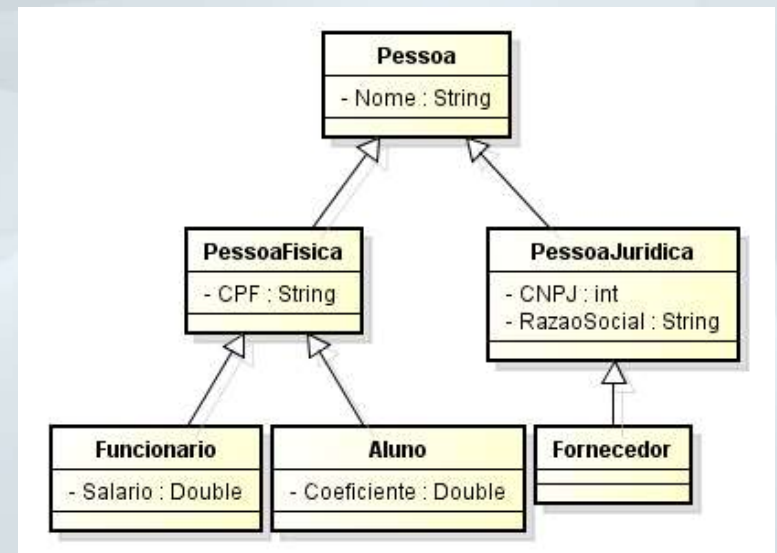 Pessoa
- Nome : String
PessoaFisica
- CPF : String
PessoaJuridica
- CNPJ : int
- RazaoSocial : String
Funcionario
- Salario : Double
Aluno
- Coeficiente : Double
Fornecedor